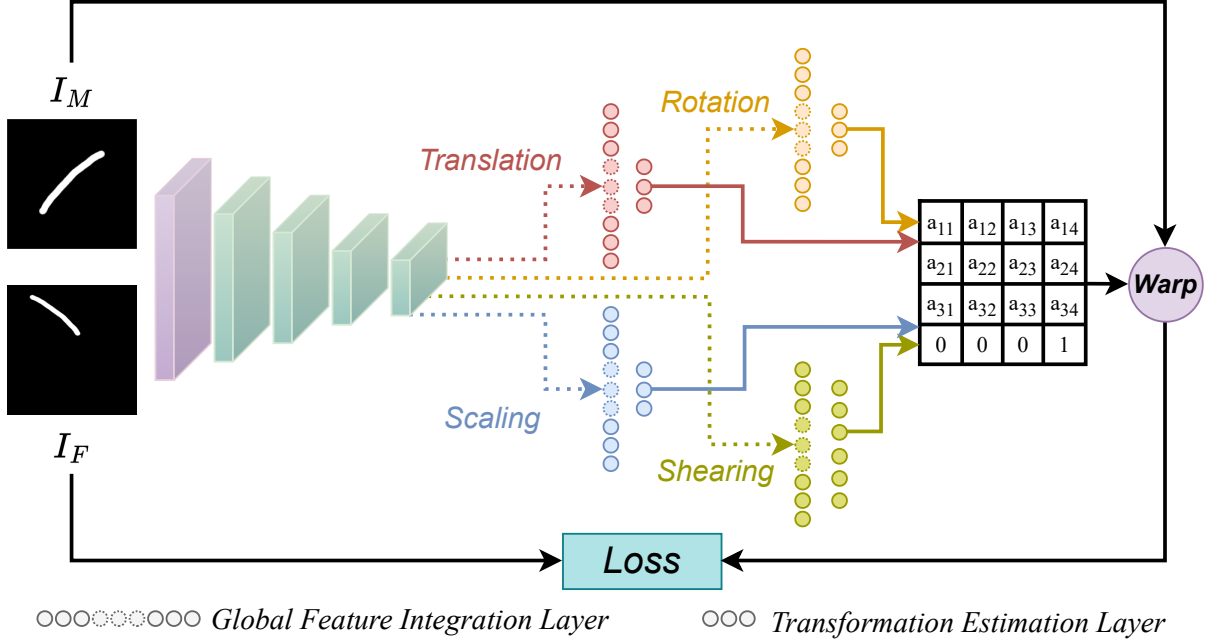 I_M
Rotation
Translation
a11 a12 a13 a14
a21 a22 a23 a24
a31 a32 a33 a34
0 0 0 1
Warp
Scaling
I_F
Shearing
Loss
Global Feature Integration Layer
Transformation Estimation Layer